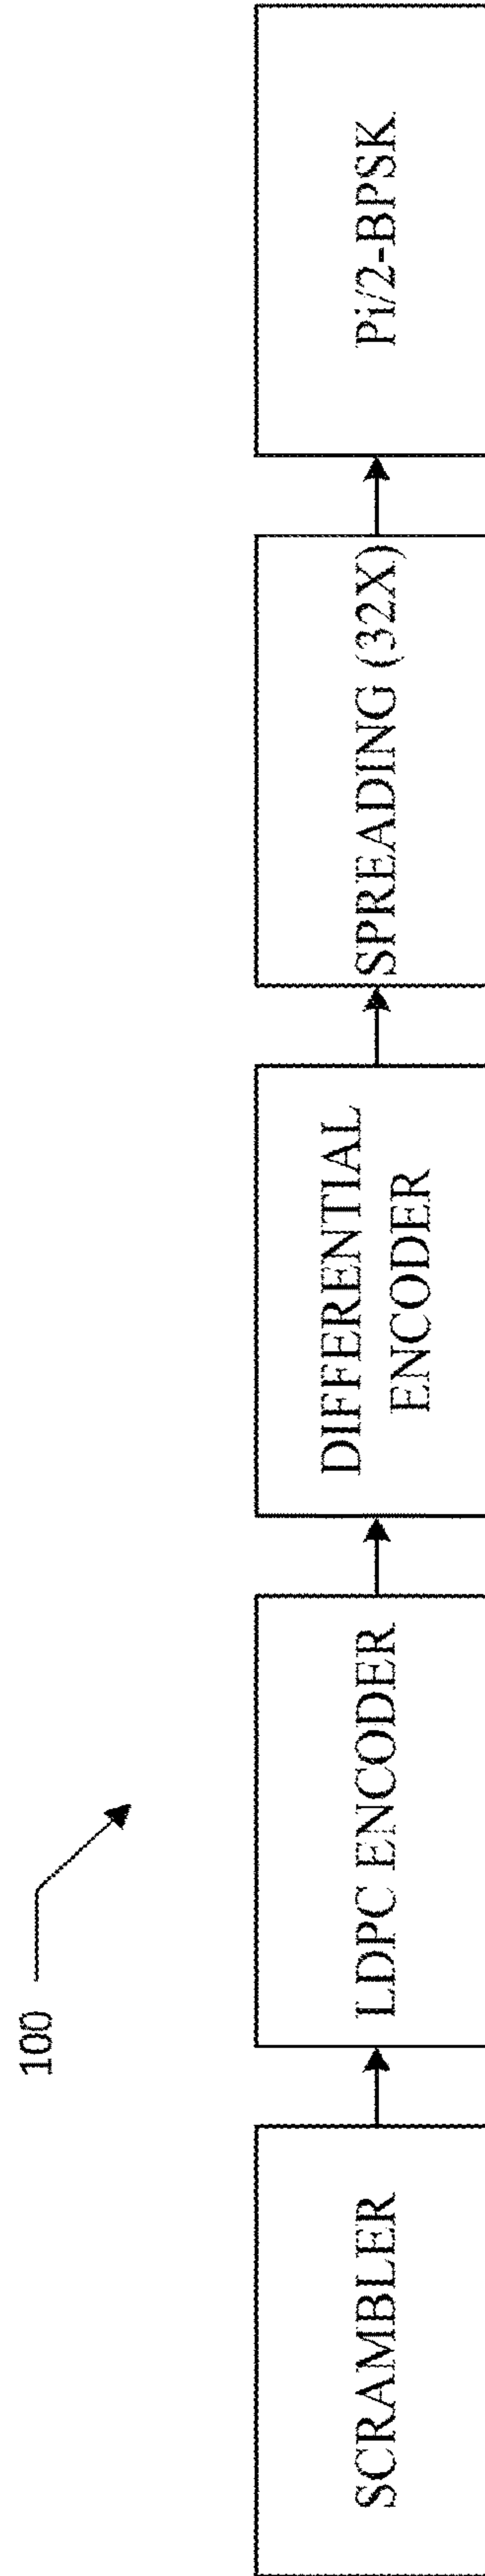 100
SCRAMBLER
LDPC ENCODER
DIFFERENTIAL
ENCODER
SPREADING (32X)
Pi/2-BPSK